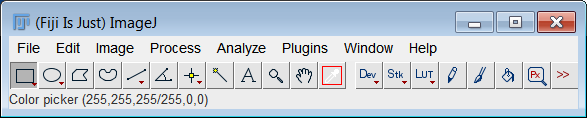 (Fiji Is Just) ImageJ
File Edit Image Process Analyze Plugins Window Help
A Dev Stk LUT Px >>
Color picker (255,255,255/255,0,0)